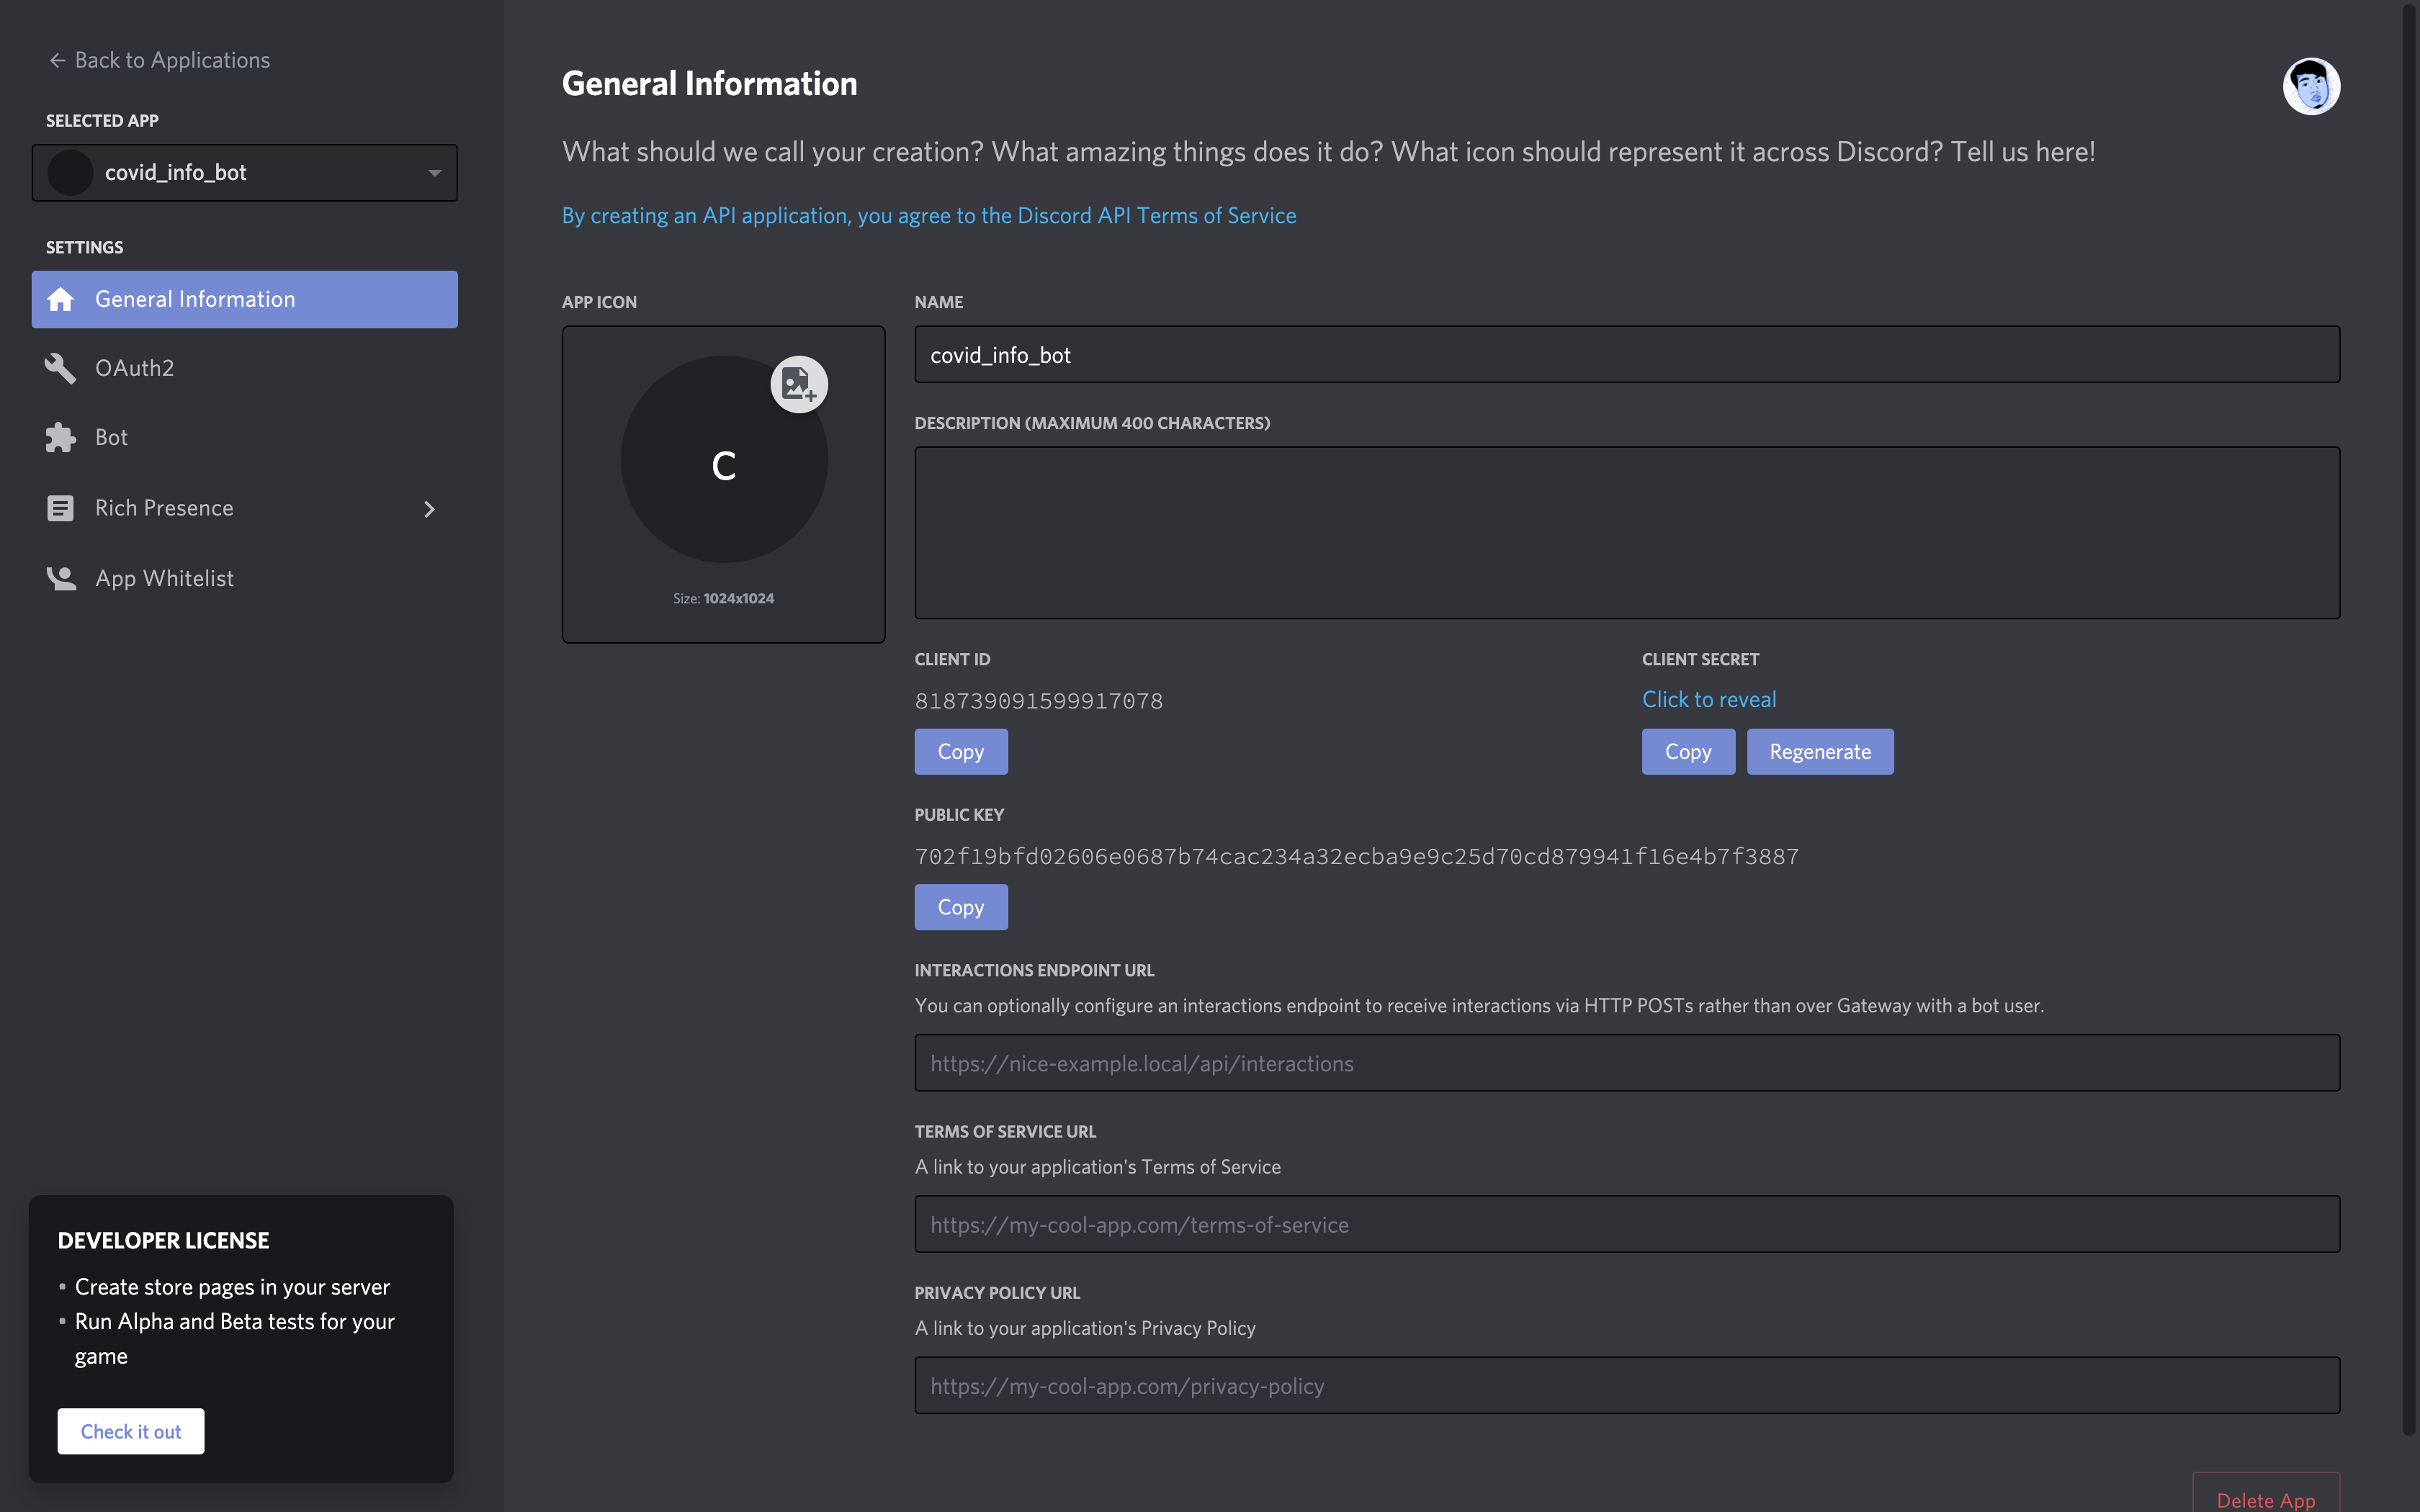 Back to Applications
SELECTED APP
covid_info_bot
SETTINGS
General Information
OAuth2
Bot
Rich Presence
App Whitelist
DEVELOPER LICENSE
• Create store pages in your server
• Run Alpha and Beta tests for your
game
Check it out
General Information
What should we call your creation? What amazing things does it do? What icon should represent it across Discord? Tell us here!
By creating an API application, you agree to the Discord API Terms of Service
APP ICON
C
Size: 1024x1024
NAME
covid_info_bot
DESCRIPTION (MAXIMUM 400 CHARACTERS)
CLIENT ID
818739091599917078
Copy
CLIENT SECRET
Click to reveal
Copy Regenerate
PUBLIC KEY
702f19bfd02606e0687b74cac234a32ecba9e9c25d70cd879941f16e4b7f3887
Copy
INTERACTIONS ENDPOINT URL
You can optionally configure an interactions endpoint to receive interactions via HTTP POSTs rather than over Gateway with a bot user.
https://nice-example.local/api/interactions
TERMS OF SERVICE URL
A link to your application's Terms of Service
https://my-cool-app.com/terms-of-service
PRIVACY POLICY URL
A link to your application's Privacy Policy
https://my-cool-app.com/privacy-policy
Delete App